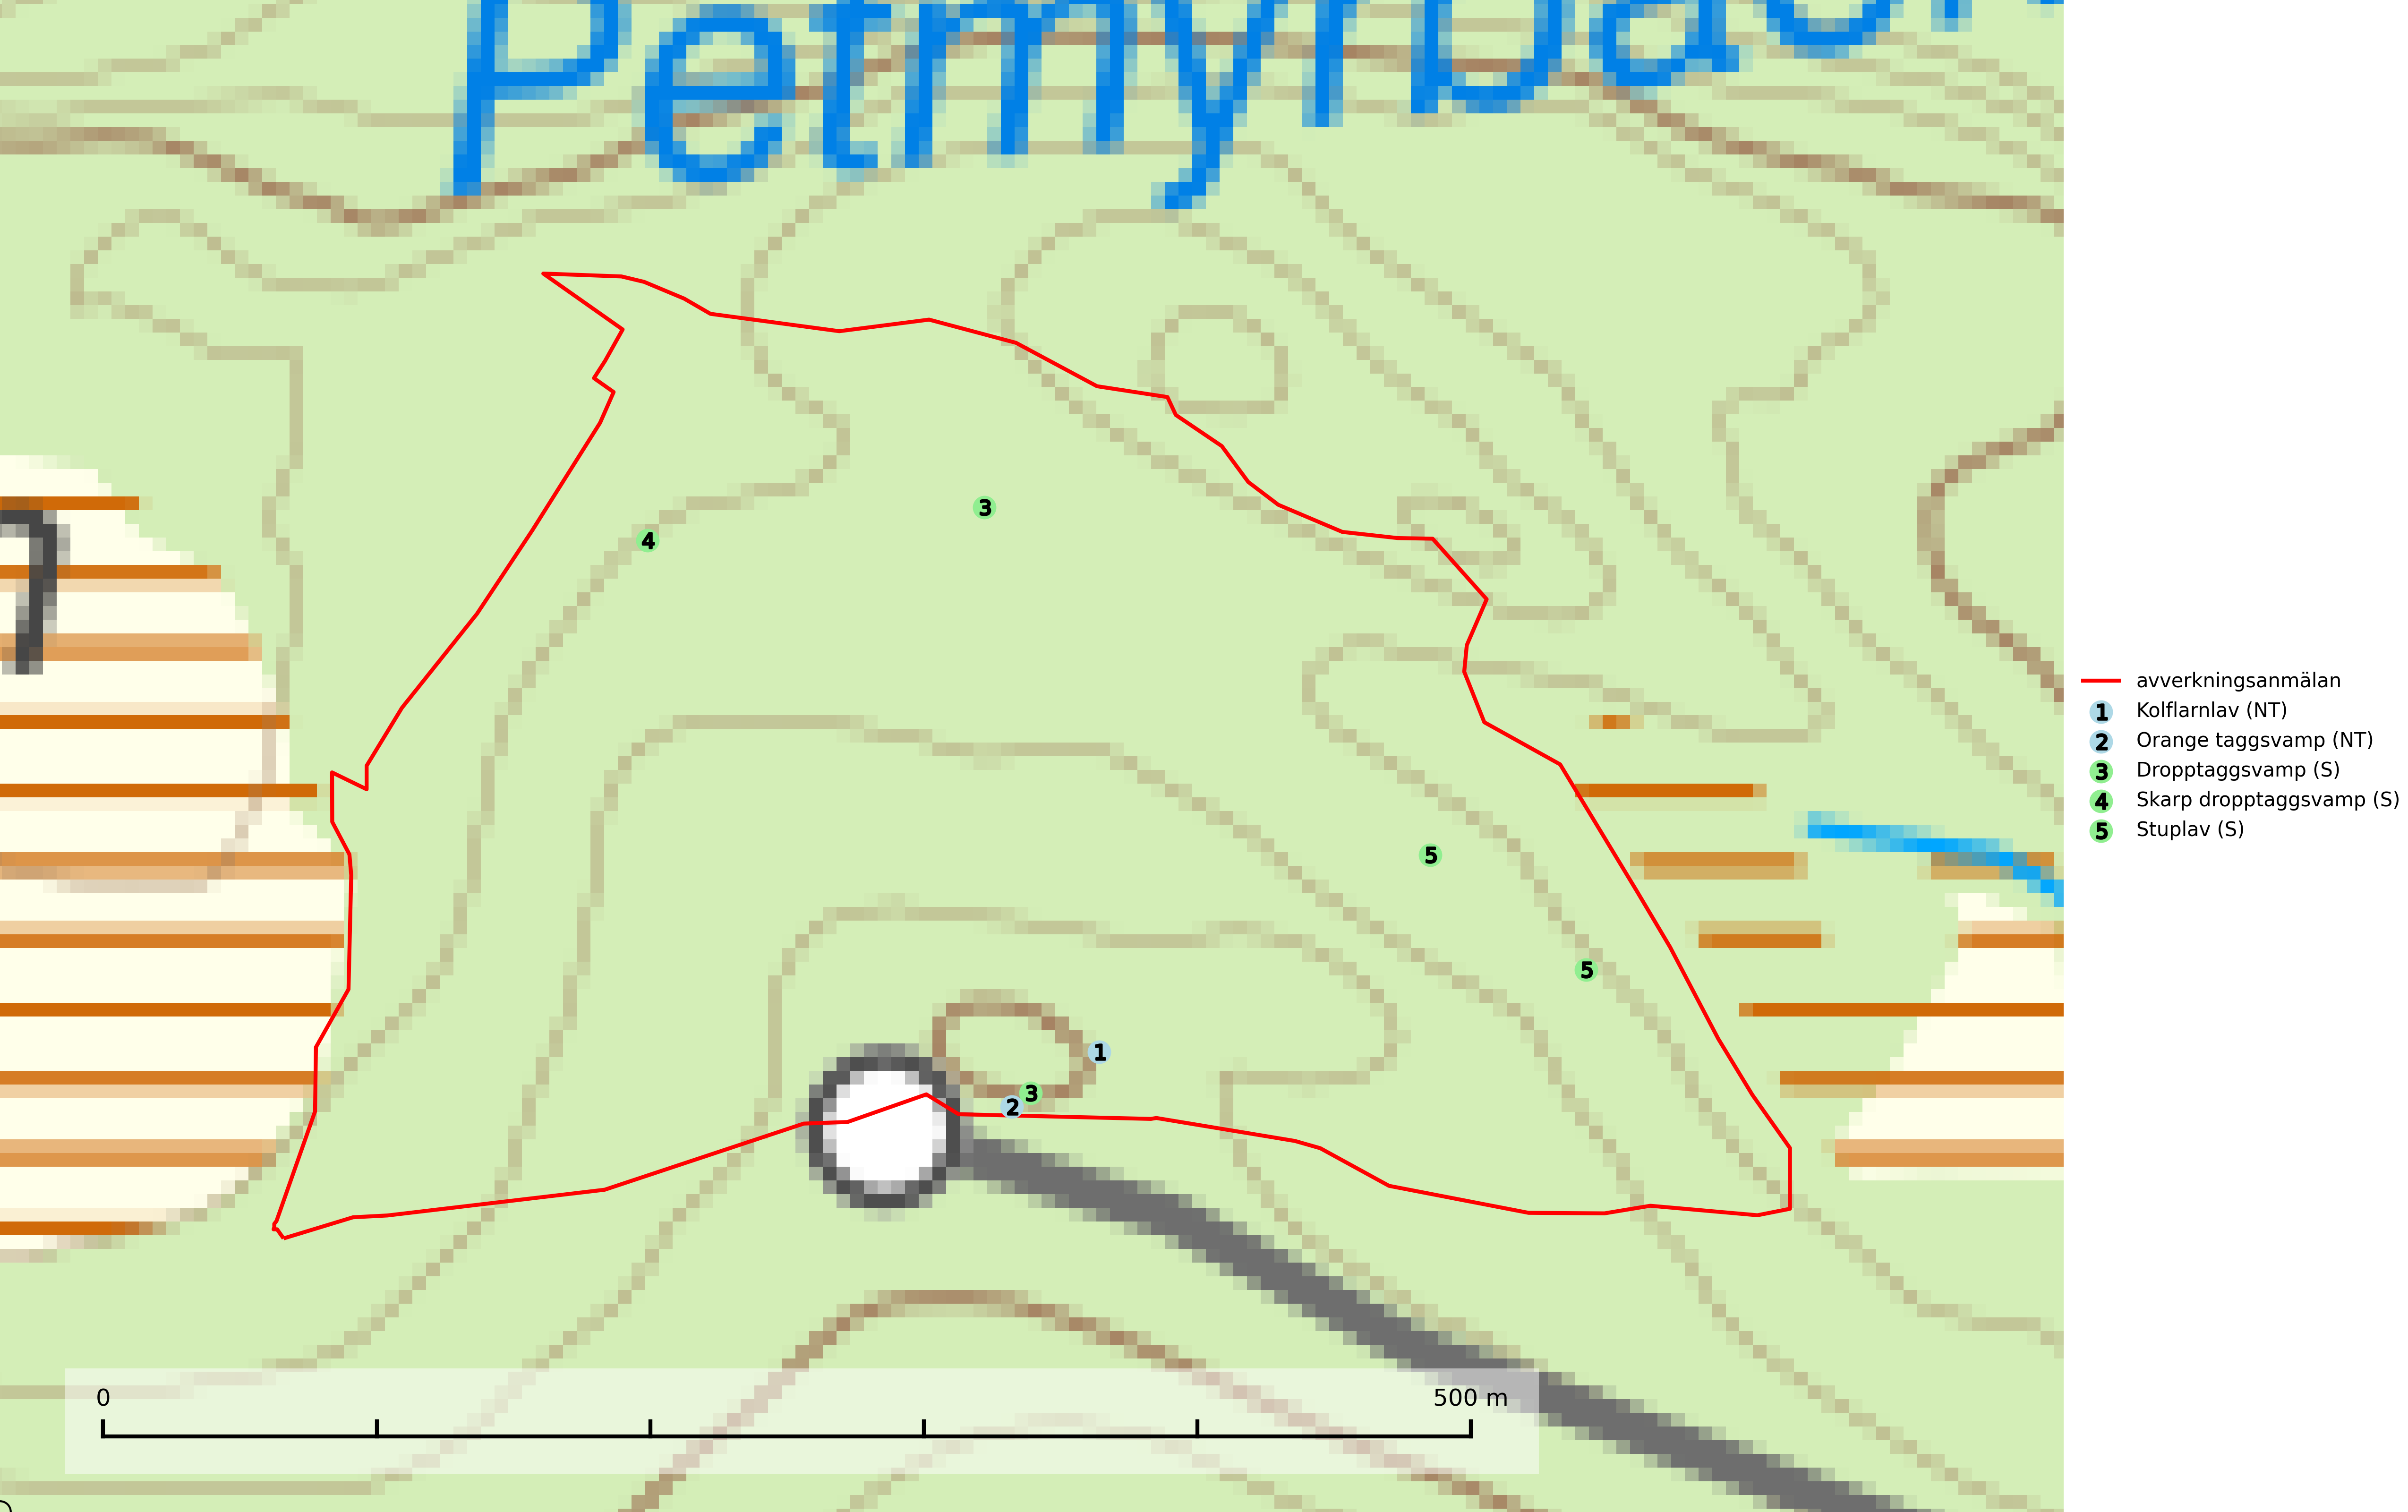 3
4
5
5
1
3
2
0
500 m
avverkningsanmälan
1 Kolflarnlav (NT)
2 Orange taggsvamp (NT)
3 Dropptaggsvamp (S)
4 Skarp dropptaggsvamp (S)
5 Stuplav (S)